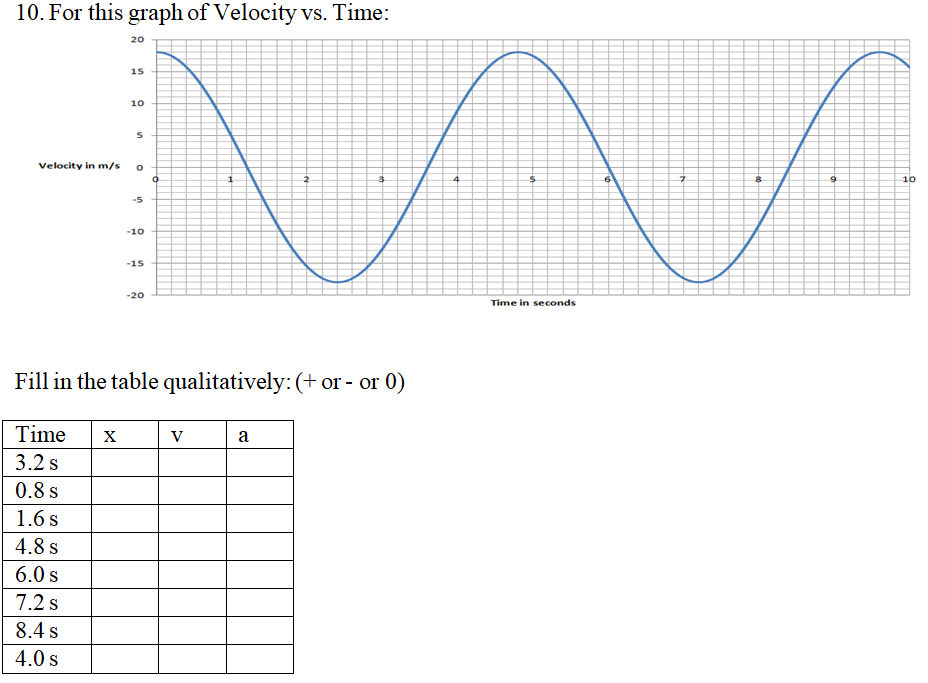 10. For this graph of Velocity vs. Time:
20
15
10
5
Velocity in m/s 0
0 1 2 3 4 5 6 7 8 9 10
-5
-10
-15
-20
Time in seconds
Fill in the table qualitatively: (+ or - or 0)
Time x v a
3.2 s
0.8 s
1.6 s
4.8 s
6.0 s
7.2 s
8.4 s
4.0 s